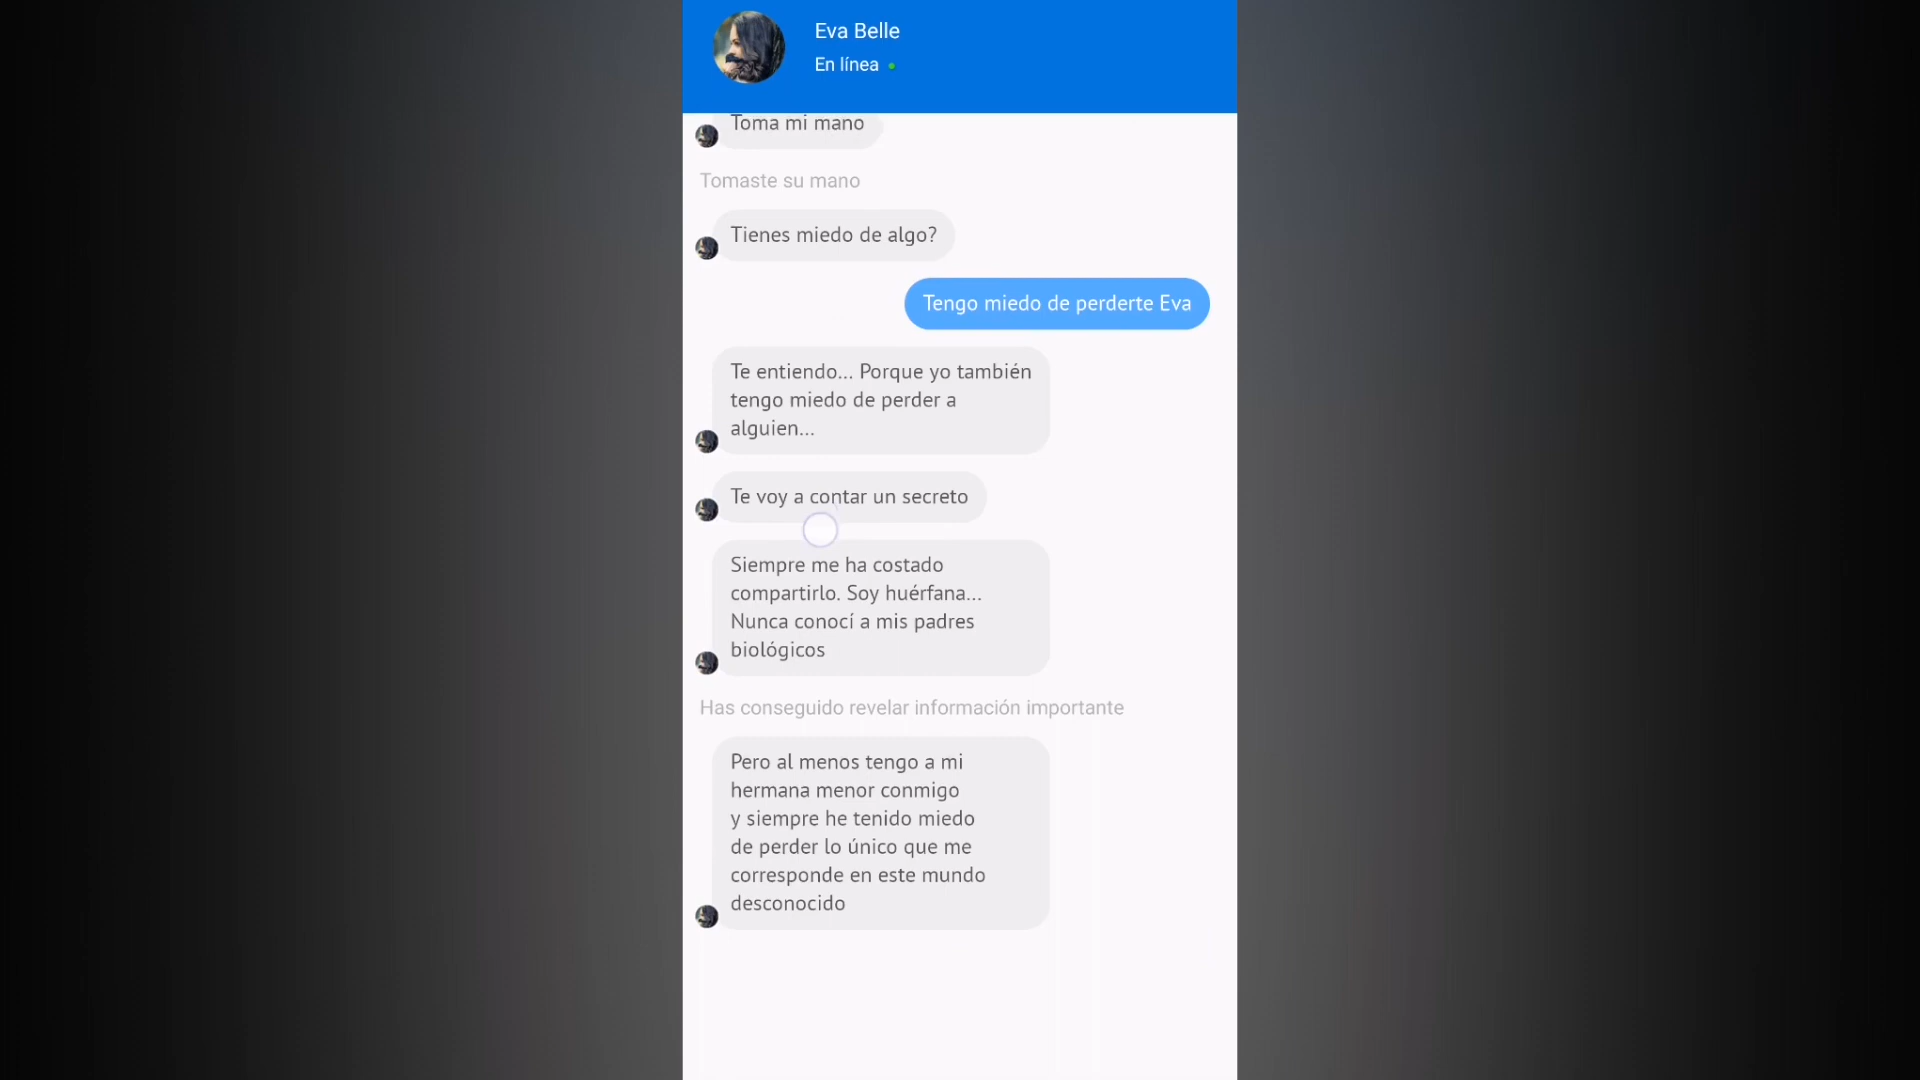 Eva Belle
En línea
Toma mi mano
Tomaste su mano
Tienes miedo de algo?
Tengo miedo de perderte Eva
Te entiendo... Porque yo también
tengo miedo de perder a
alguien...
Te voy a contar un secreto
Siempre me ha costado
compartirlo. Soy huérfana...
Nunca conocí a mis padres
biológicos
Has conseguido revelar información importante
Pero al menos tengo a mi
hermana menor conmigo
y siempre he tenido miedo
de perder lo único que me
corresponde en este mundo
desconocido